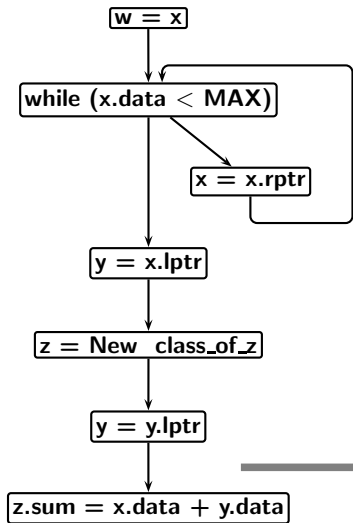 w = x
while (x.data < MAX)
x = x.rptr
y = x.lptr
z = New class_of_z
y = y.lptr
z.sum = x.data + y.data